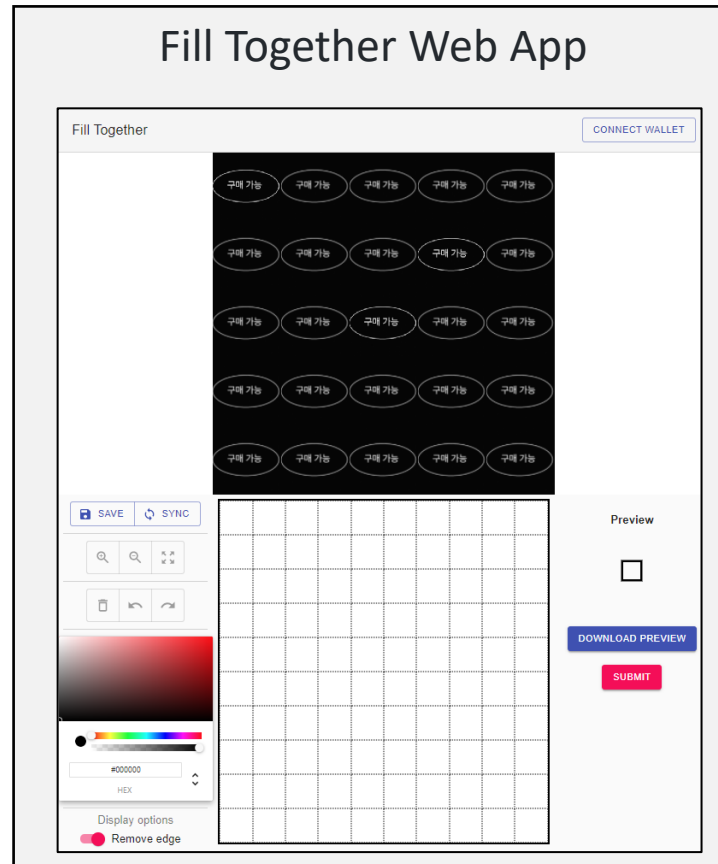 Fill Together Web App
Fill Together
CONNECT WALLET
구매 가능 구매 가능 구매 가능 구매 가능 구매 가능
구매 가능 구매 가능 구매 가능 구매 가능 구매 가능
구매 가능 구매 가능 구매 가능 구매 가능 구매 가능
구매 가능 구매 가능 구매 가능 구매 가능 구매 가능
구매 가능 구매 가능 구매 가능 구매 가능 구매 가능
SAVE SYNC
Preview
DOWNLOAD PREVIEW
SUBMIT
#000000
HEX
Display options
Remove edge